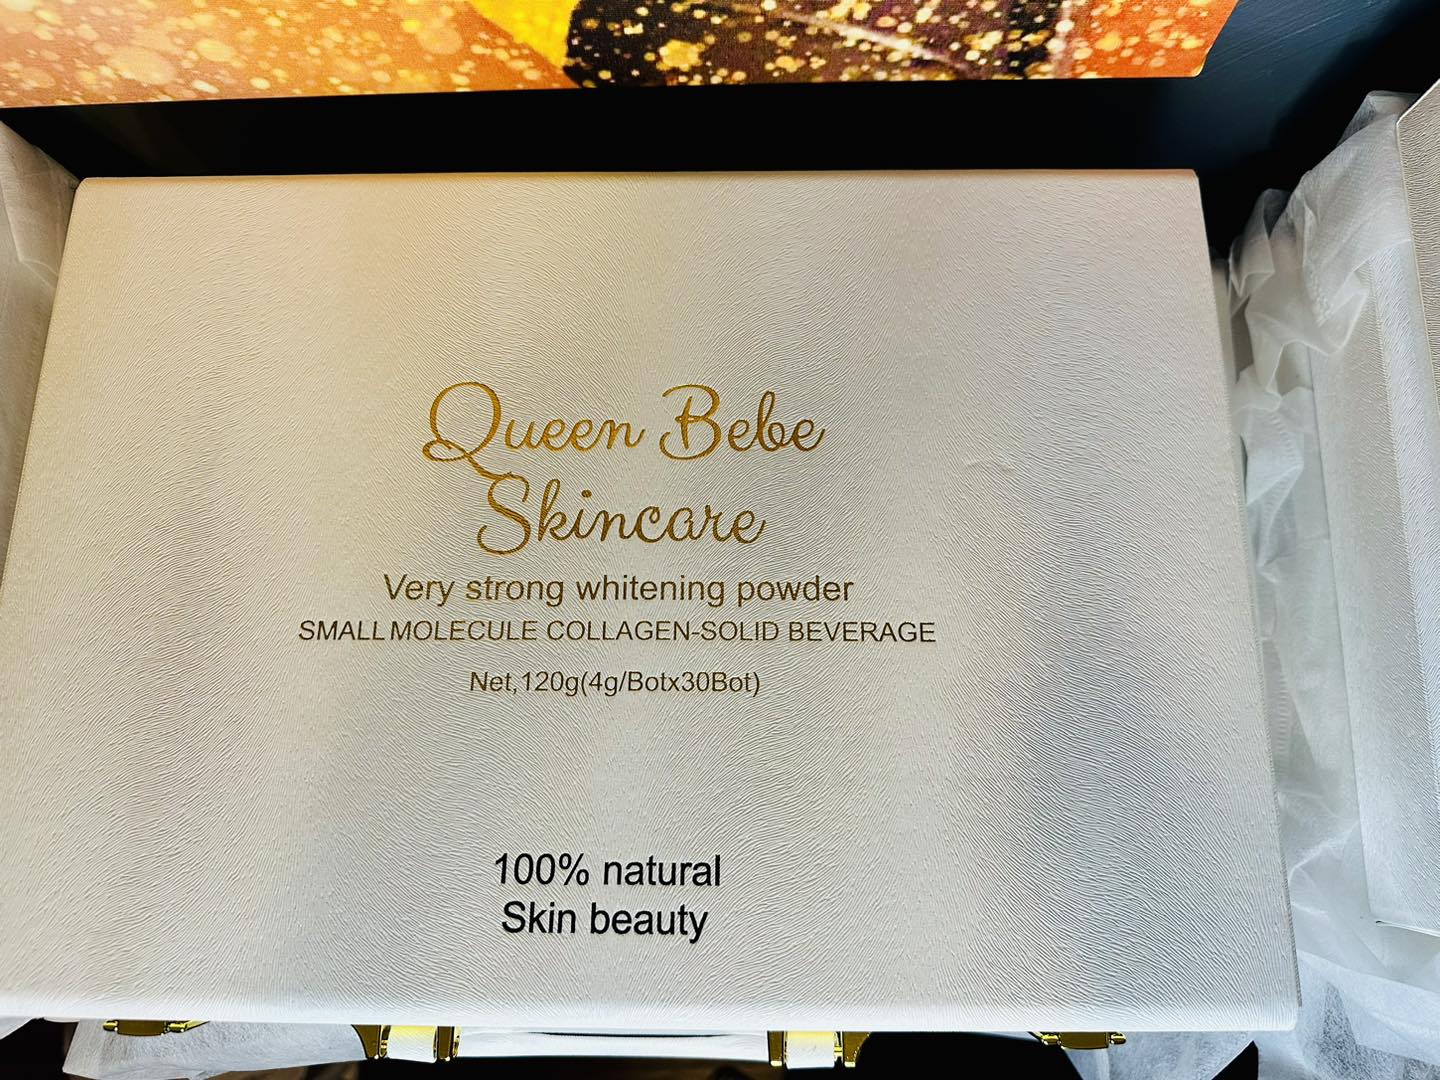 Queen Bebe
Skincare
Very strong whitening powder
SMALL MOLECULE COLLAGEN-SOLID BEVERAGE
Net,120g(4g/Botx30Bot)
100% natural
Skin beauty